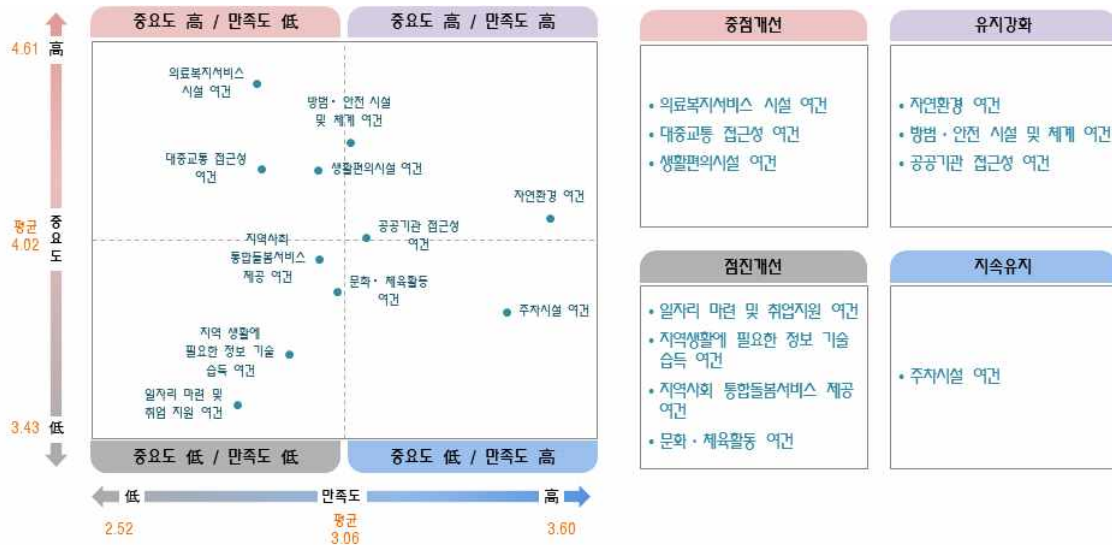 중요도 高 / 만족도 低
중요도 高 / 만족도 高
4.61
高
평균
4.02
중요도
3.43
低
의료복지서비스
시설 여건
방범· 안전 시설
및 체계 여건
대중교통 접근성
여건
생활편의시설 여건
자연환경 여건
공공기관 접근성
여건
지역사회
통합돌봄서비스
제공 여건
문화· 체육활동
여건
주차시설 여건
지역 생활에
필요한 정보 기술
습득 여건
일자리 마련 및
취업 지원 여건
중요도 低 / 만족도 低
중요도 低 / 만족도 高
低
만족도
高
2.52
평균
3.06
3.60
중점개선
• 의료복지서비스 시설 여건
• 대중교통 접근성 여건
• 생활편의시설 여건
유지강화
• 자연환경 여건
• 방범· 안전 시설 및 체계 여건
• 공공기관 접근성 여건
점진개선
• 일자리 마련 및 취업지원 여건
• 지역생활에 필요한 정보 기술
습득 여건
• 지역사회 통합돌봄서비스 제공
여건
• 문화· 체육활동 여건
지속유지
• 주차시설 여건